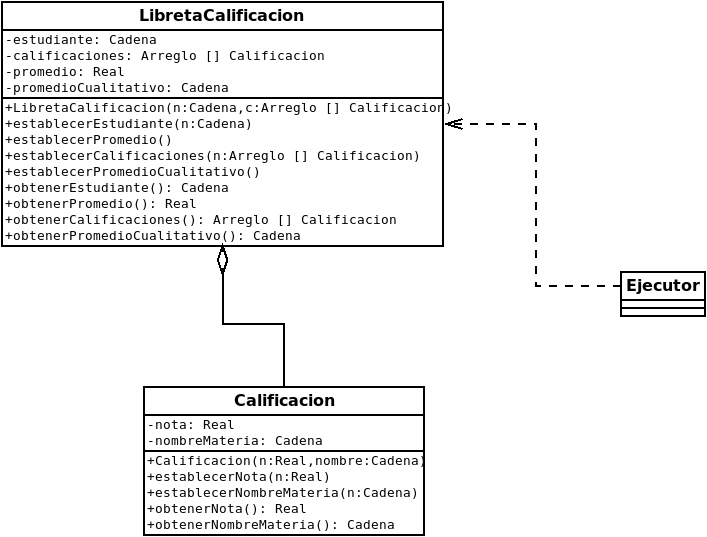 LibretaCalificacion
-estudiante: Cadena
-calificaciones: Arreglo [] Calificacion
-promedio: Real
-promedioCualitativo: Cadena
+LibretaCalificacion(n:Cadena,c:Arreglo [] Calificacion)
+establecerEstudiante(n:Cadena)
+establecerPromedio()
+establecerCalificaciones(n:Arreglo [] Calificacion)
+establecerPromedioCualitativo()
+obtenerEstudiante(): Cadena
+obtenerPromedio(): Real
+obtenerCalificaciones(): Arreglo [] Calificacion
+obtenerPromedioCualitativo(): Cadena
Ejecutor
Calificacion
-nota: Real
-nombreMateria: Cadena
+Calificacion(n:Real,nombre:Cadena)
+establecerNota(n:Real)
+establecerNombreMateria(n:Cadena)
+obtenerNota(): Real
+obtenerNombreMateria(): Cadena